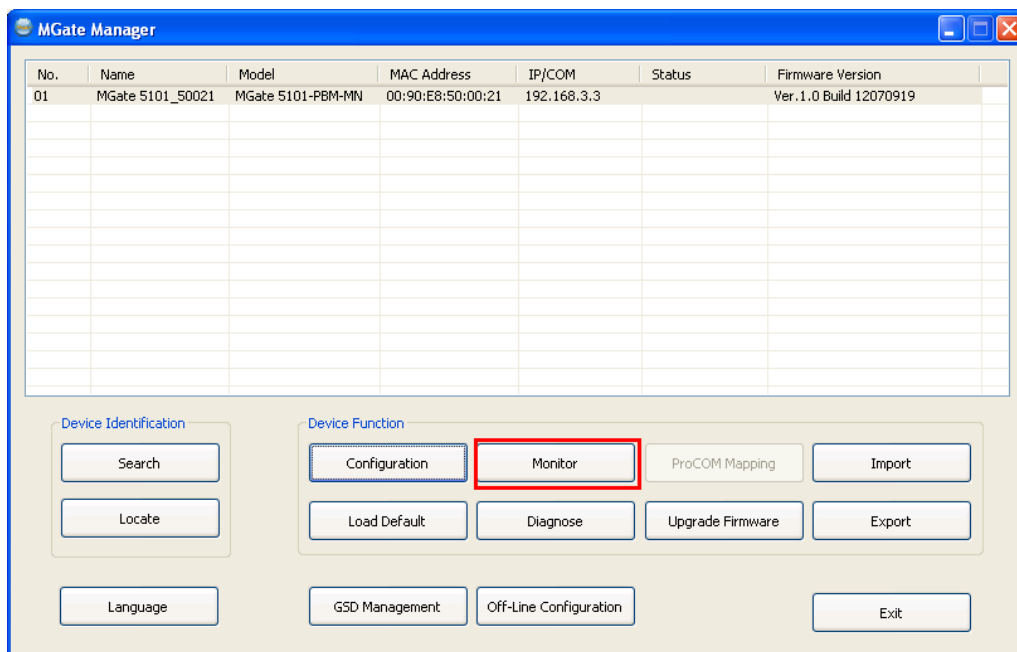 MGate Manager
No. Name Model MAC Address IP/COM Status Firmware Version
01 MGate 5101_50021 MGate 5101-PBM-MN 00:90:E8:50:00:21 192.168.3.3 Ver.1.0 Build 12070919
Device Identification Device Function
Search Configuration Monitor ProCOM Mapping Import
Locate Load Default Diagnose Upgrade Firmware Export
Language GSD Management Off-Line Configuration Exit